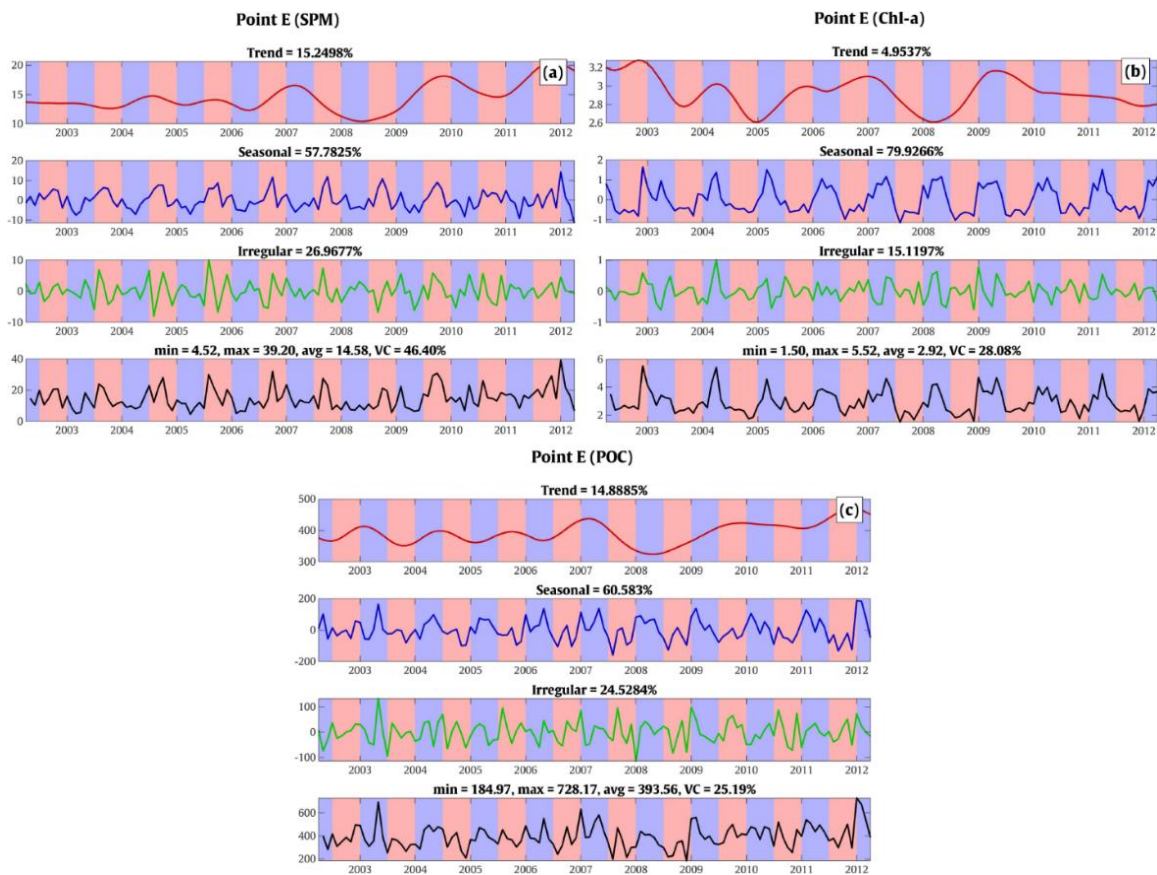 Point E (SPM)
Trend = 15.2498%
(a)
20
15
10
2003 2004 2005 2006 2007 2008 2009 2010 2011 2012
Seasonal = 57.7825%
20
10
0
-10
2003 2004 2005 2006 2007 2008 2009 2010 2011 2012
Irregular = 26.9677%
10
0
-10
2003 2004 2005 2006 2007 2008 2009 2010 2011 2012
min = 4.52, max = 39.20, avg = 14.58, VC = 46.40%
40
20
0
2003 2004 2005 2006 2007 2008 2009 2010 2011 2012
Point E (Chl-a)
Trend = 4.9537%
(b)
3.2
3
2.8
2.6
2003 2004 2005 2006 2007 2008 2009 2010 2011 2012
Seasonal = 79.9266%
2
1
0
-1
2003 2004 2005 2006 2007 2008 2009 2010 2011 2012
Irregular = 15.1197%
1
0
-1
2003 2004 2005 2006 2007 2008 2009 2010 2011 2012
min = 1.50, max = 5.52, avg = 2.92, VC = 28.08%
6
4
2
2003 2004 2005 2006 2007 2008 2009 2010 2011 2012
Point E (POC)
Trend = 14.8885%
(c)
500
400
300
2003 2004 2005 2006 2007 2008 2009 2010 2011 2012
Seasonal = 60.583%
200
0
-200
2003 2004 2005 2006 2007 2008 2009 2010 2011 2012
Irregular = 24.5284%
100
0
-100
2003 2004 2005 2006 2007 2008 2009 2010 2011 2012
min = 184.97, max = 728.17, avg = 393.56, VC = 25.19%
600
400
200
2003 2004 2005 2006 2007 2008 2009 2010 2011 2012